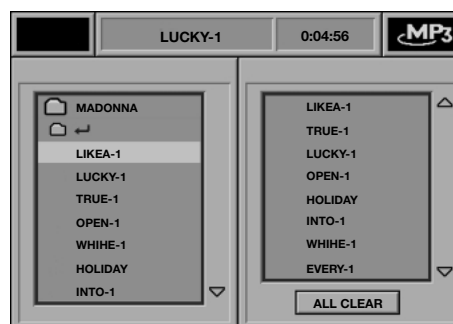 LUCKY-1
0:04:56
MP3
MADONNA
LIKEA-1
LUCKY-1
TRUE-1
OPEN-1
WHIHE-1
HOLIDAY
INTO-1
LIKEA-1
TRUE-1
LUCKY-1
OPEN-1
HOLIDAY
INTO-1
WHIHE-1
EVERY-1
ALL CLEAR